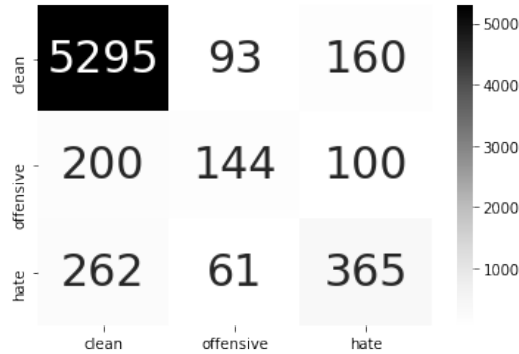 clean 5295 93 160
offensive 200 144 100
hate 262 61 365
clean offensive hate
5000
4000
3000
2000
1000